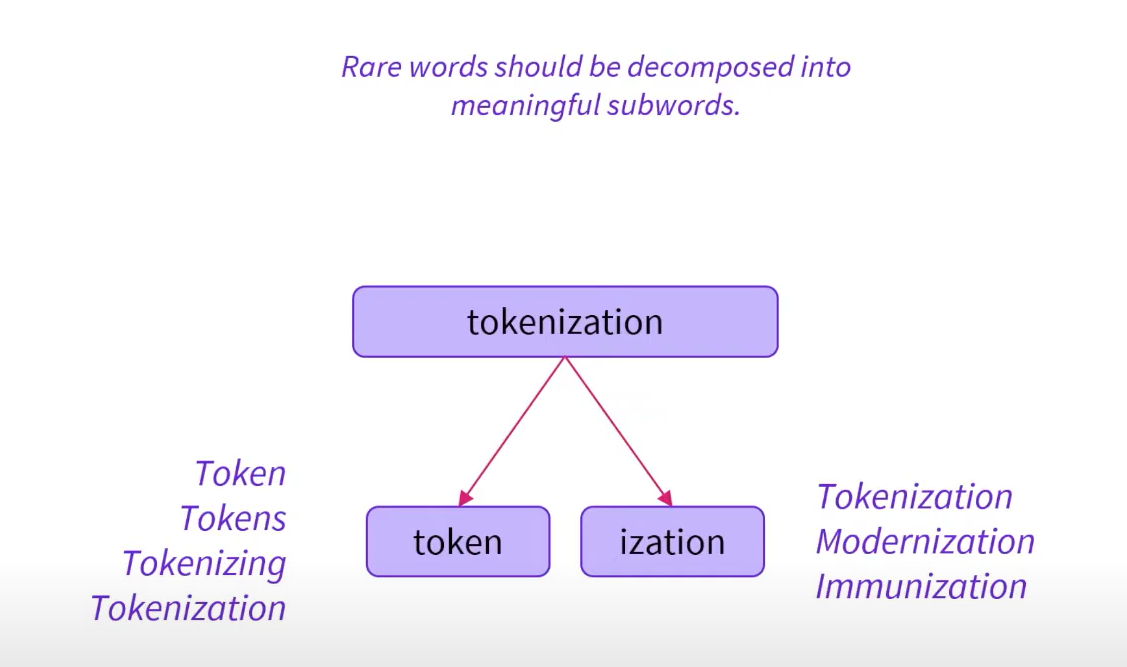 Rare words should be decomposed into
meaningful subwords.
tokenization
token
ization
Token
Tokens
Tokenizing
Tokenization
Tokenization
Modernization
Immunization